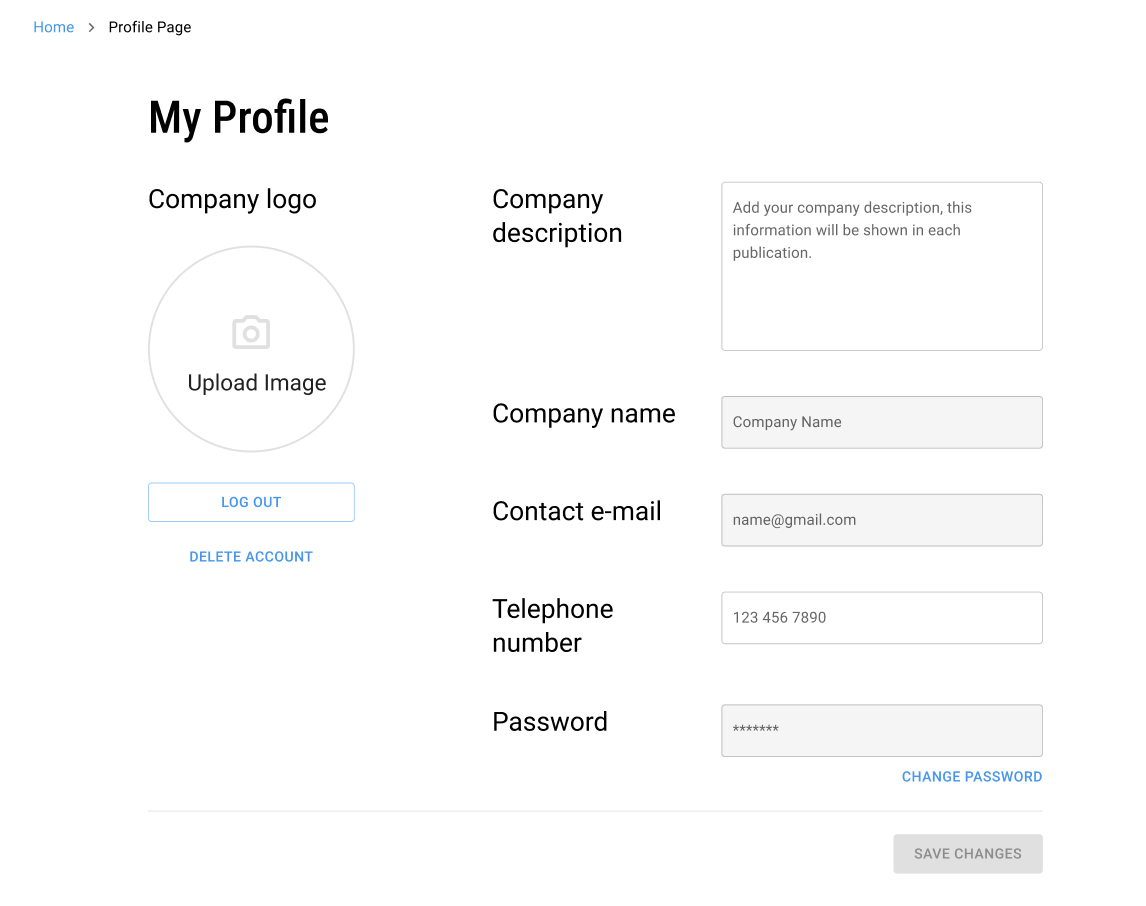 Home > Profile Page
My Profile
Company logo
Upload Image
LOG OUT
DELETE ACCOUNT
Company
description
Add your company description, this
information will be shown in each
publication.
Company name
Company Name
Contact e-mail
name@gmail.com
Telephone
number
123 456 7890
Password
*******
CHANGE PASSWORD
SAVE CHANGES